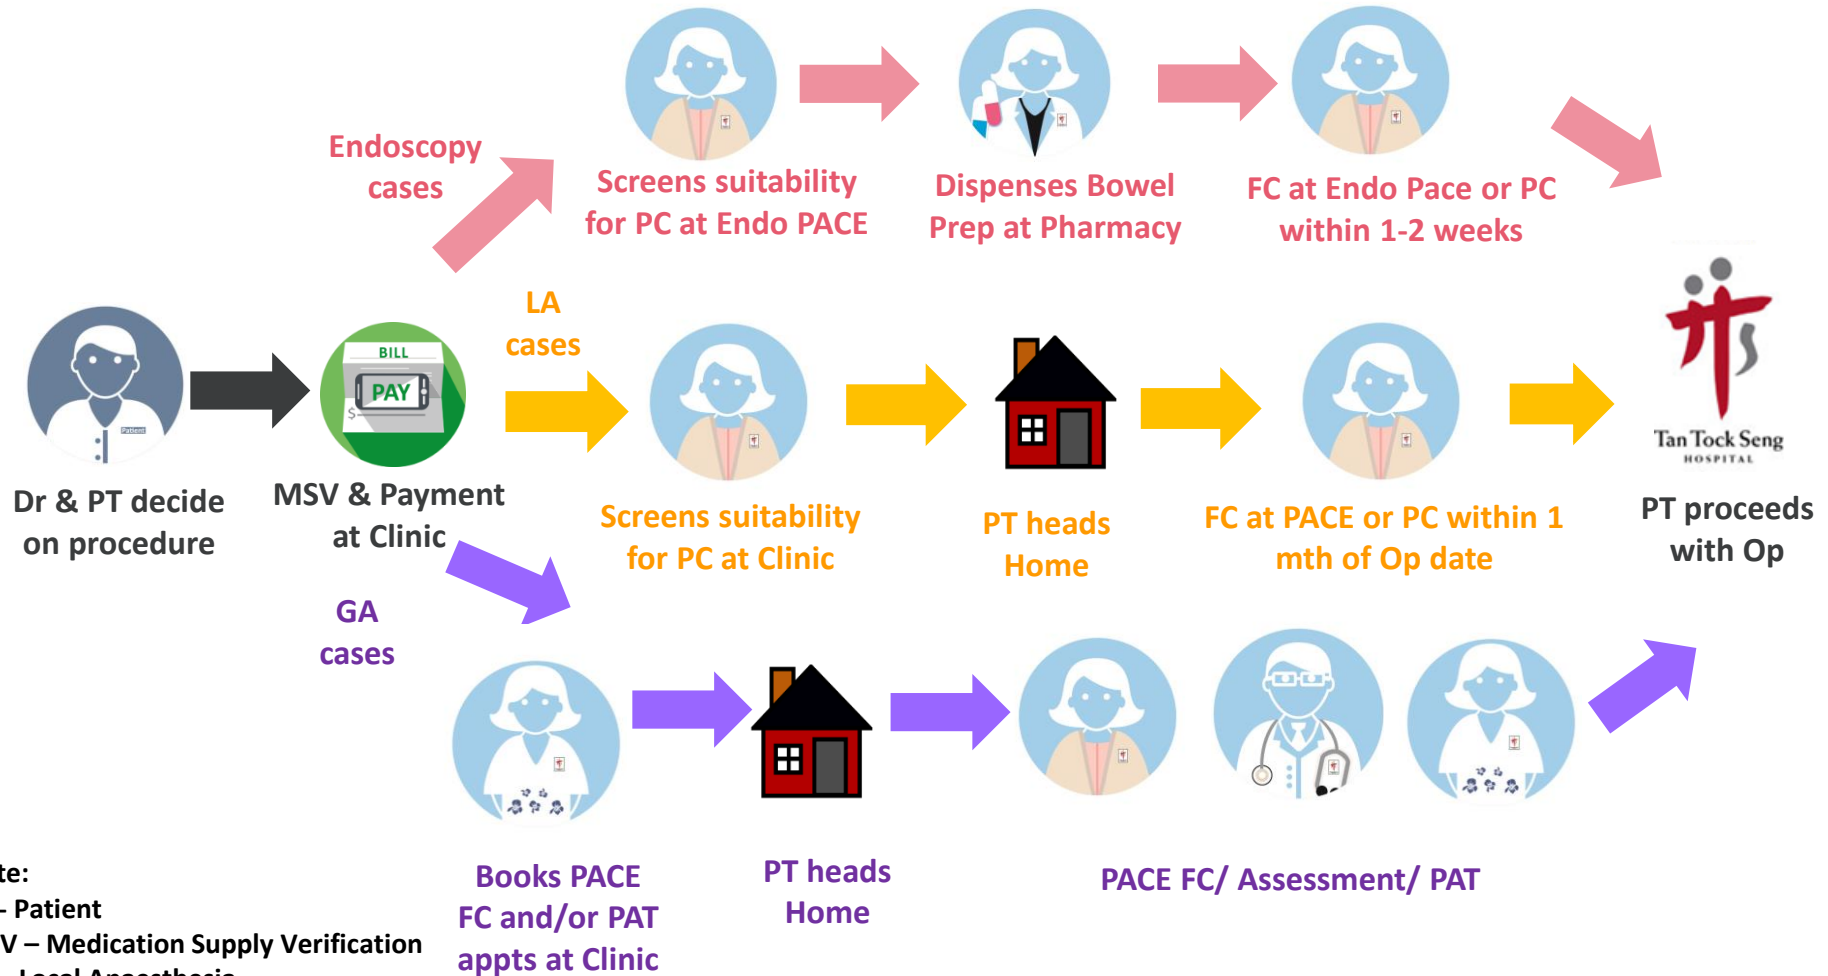 Endoscopy
cases
Screens suitability
for PC at Endo PACE
Dispenses Bowel
Prep at Pharmacy
FC at Endo Pace or PC
within 1-2 weeks
Patient
Dr & PT decide
on procedure
BILL
PAY
$
MSV & Payment
at Clinic
LA
cases
Screens suitability
for PC at Clinic
PT heads
Home
FC at PACE or PC within 1
mth of Op date
Tan Tock Seng
HOSPITAL
PT proceeds
with Op
GA
cases
Books PACE
FC and/or PAT
appts at Clinic
PT heads
Home
PACE FC/ Assessment/ PAT
te:
- Patient
V – Medication Supply Verification
Local Anaesthesia